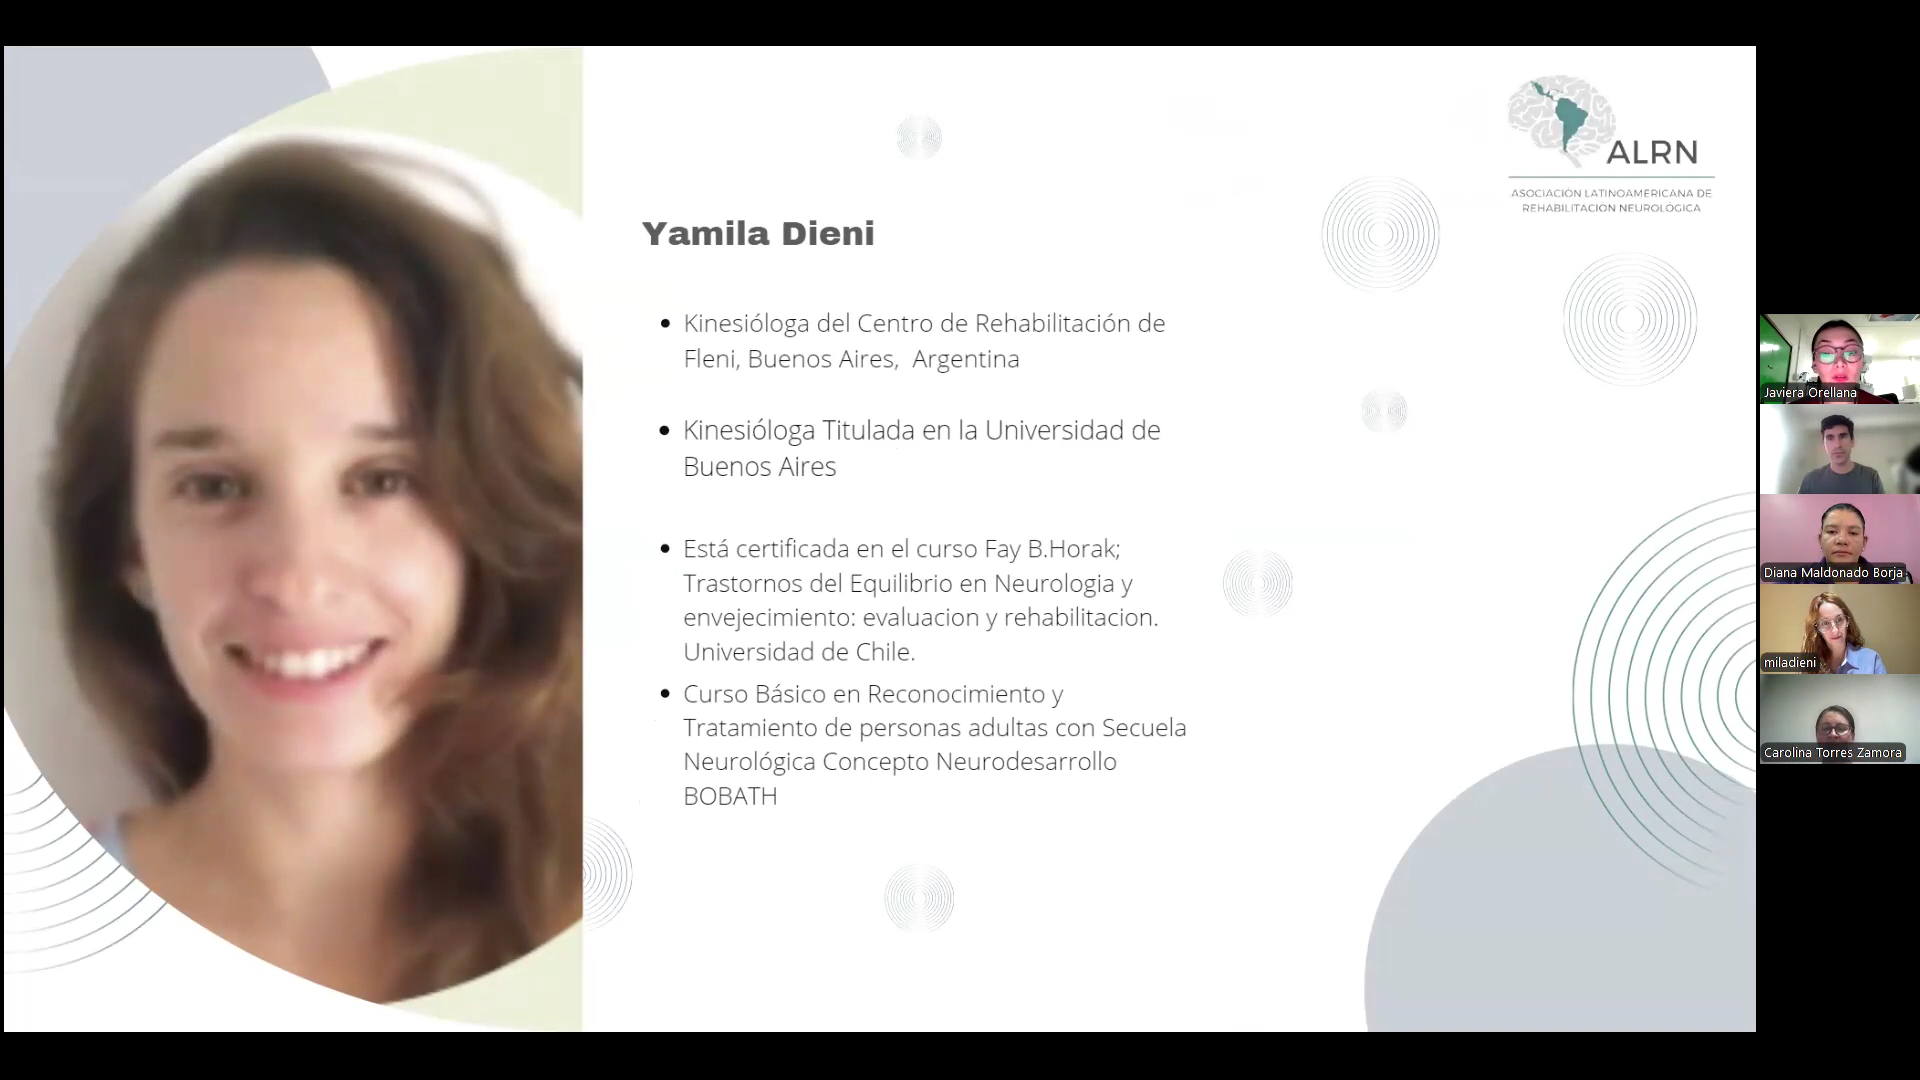 ALRN
ASOCIACIÓN LATINOAMERICANA DE
REHABILITACIÓN NEUROLÓGICA
Yamila Dieni
• Kinesióloga del Centro de Rehabilitación de
Fleni, Buenos Aires, Argentina
• Kinesióloga Titulada en la Universidad de
Buenos Aires
• Está certificada en el curso Fay B.Horak;
Trastornos del Equilibrio en Neurologia y
envejecimiento: evaluacion y rehabilitacion.
Universidad de Chile.
• Curso Básico en Reconocimiento y
Tratamiento de personas adultas con Secuela
Neurológica Concepto Neurodesarrollo
BOBATH
Javiera Orellana
Diana Maldonado Borja
miladieni
Carolina Torres Zamora